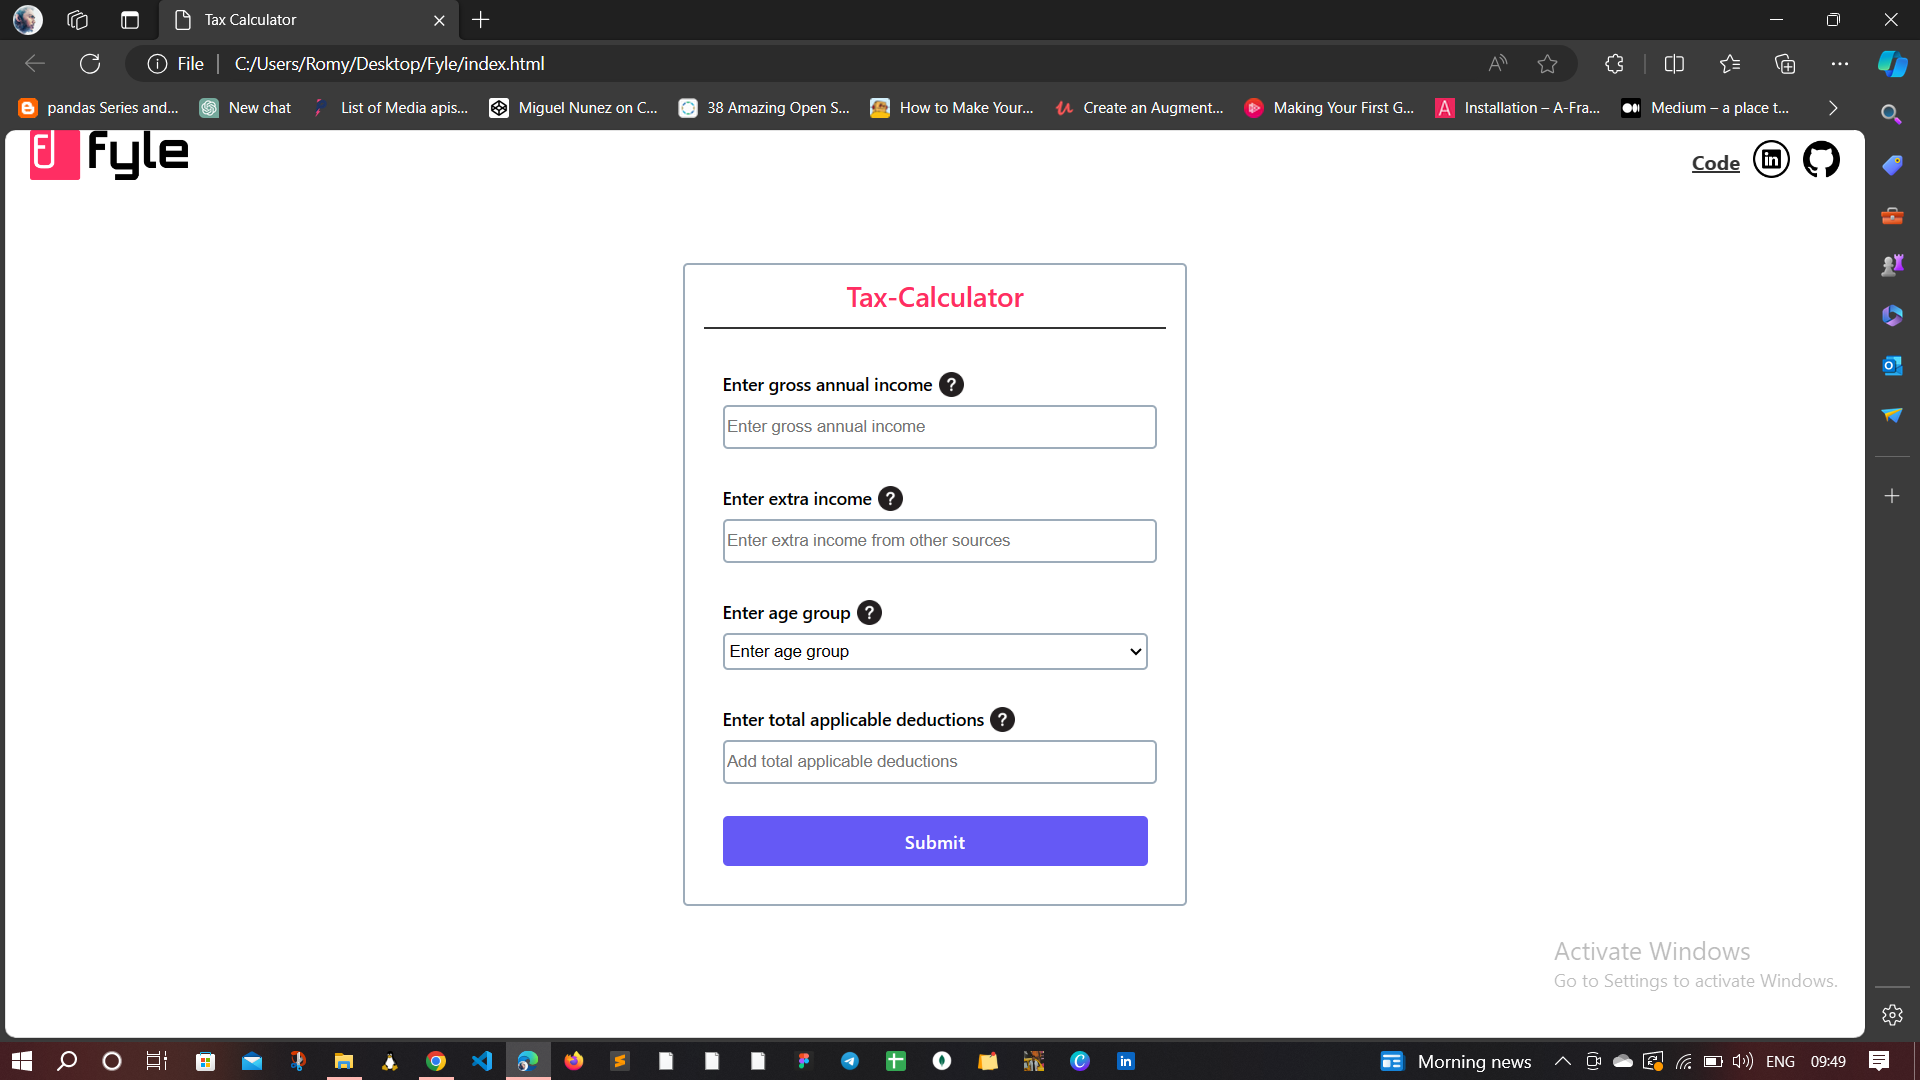 Tax Calculator
File
C:/Users/Romy/Desktop/Fyle/index.html
pandas Series and...
New chat
List of Media apis...
Miguel Nunez on C...
38 Amazing Open S...
How to Make Your...
Create an Augment...
Making Your First G...
Installation – A-Fra...
Medium – a place t...
fyle
Code
Tax-Calculator
Enter gross annual income ?
Enter gross annual income
Enter extra income ?
Enter extra income from other sources
Enter age group ?
Enter age group
Enter total applicable deductions ?
Add total applicable deductions
Submit
Activate Windows
Go to Settings to activate Windows.
Morning news
ENG
09:49